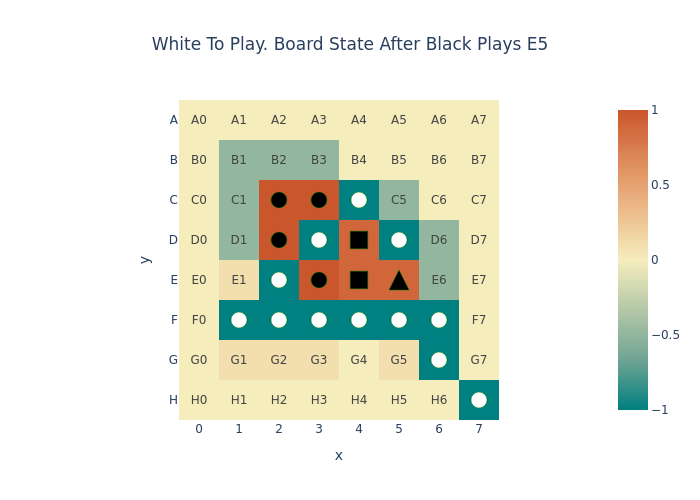 White To Play. Board State After Black Plays E5
A A0 A1 A2 A3 A4 A5 A6 A7 1
B B0 B1 B2 B3 B4 B5 B6 B7
C C0 C1 C5 C6 C7 0.5
D D0 D1 D6 D7
y E E0 E1 E6 E7 0
F F0 F7
−0.5
G G0 G1 G2 G3 G4 G5 G7
H H0 H1 H2 H3 H4 H5 H6 −1
0 1 2 3 4 5 6 7
x